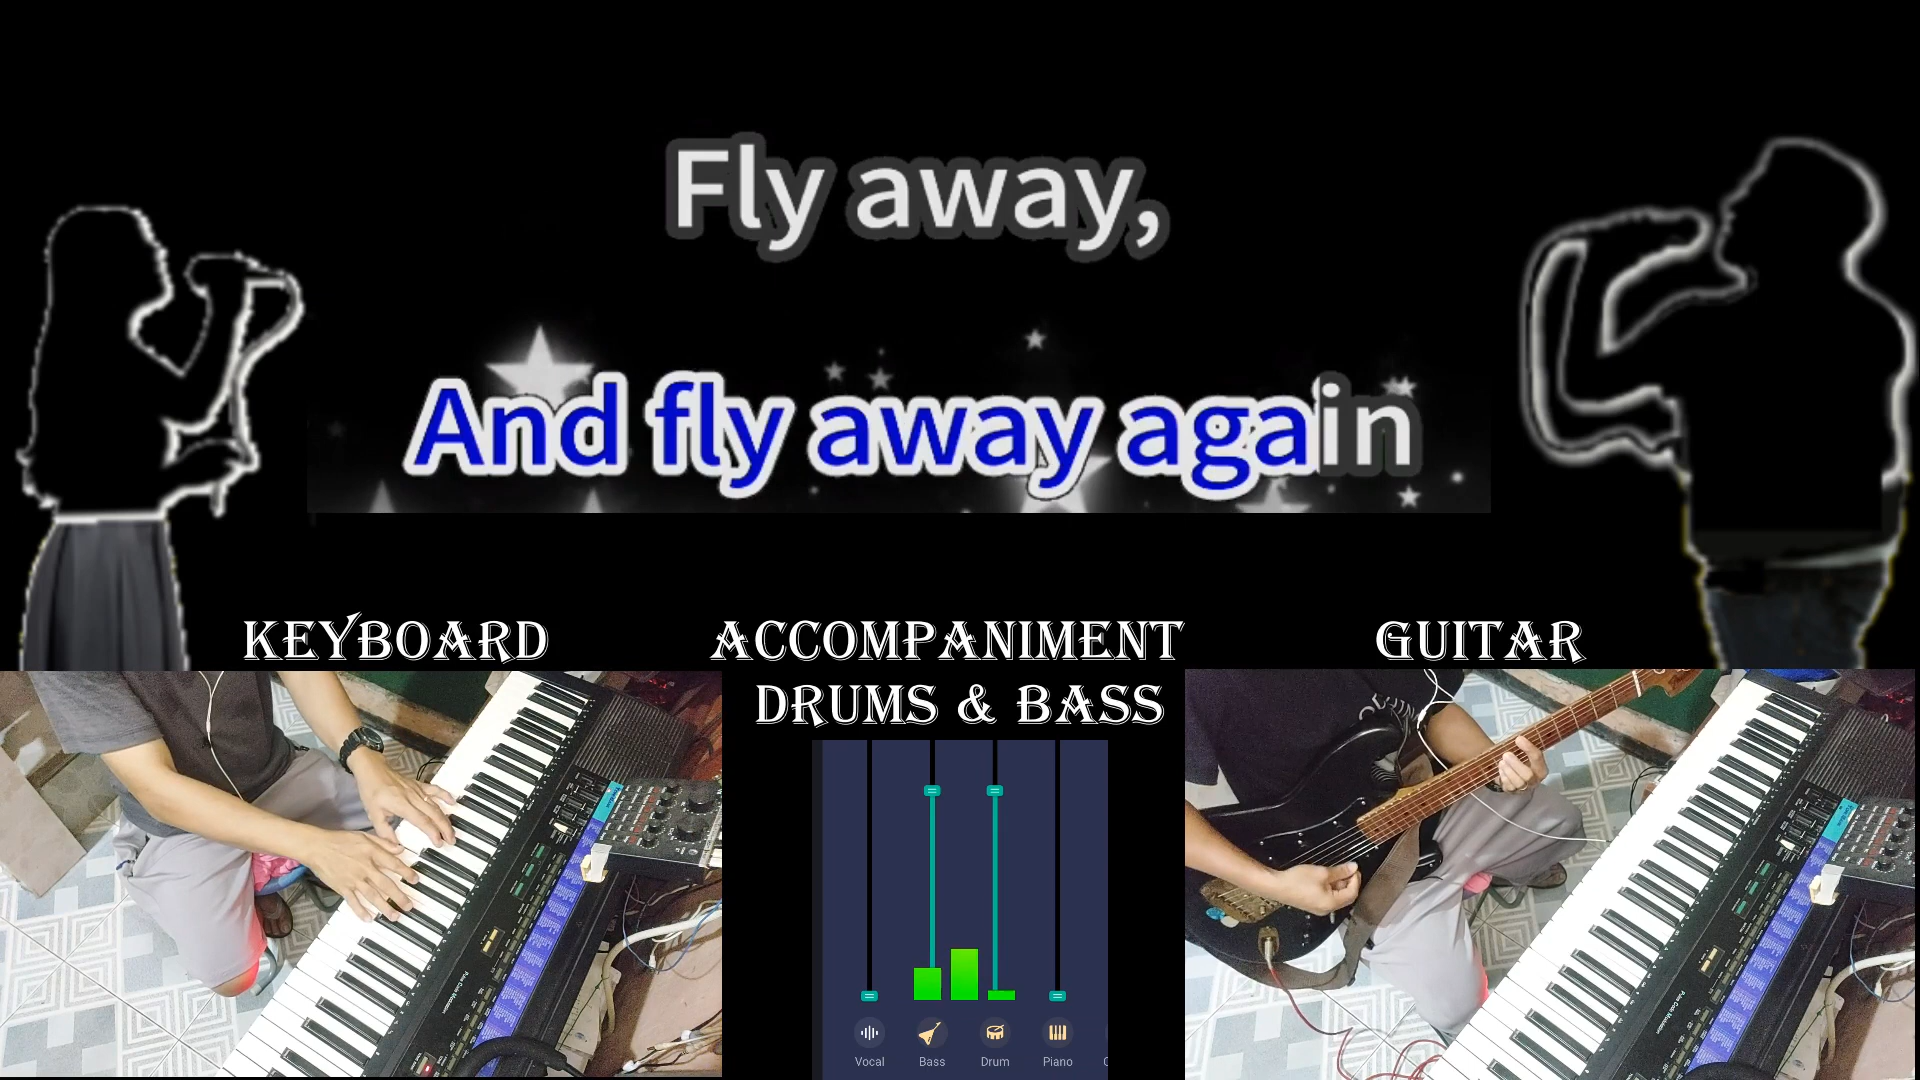 Fly away,
And fly away again
KEYBOARD
ACCOMPANIMENT
DRUMS & BASS
GUITAR
Vocal
Bass
Drum
Piano